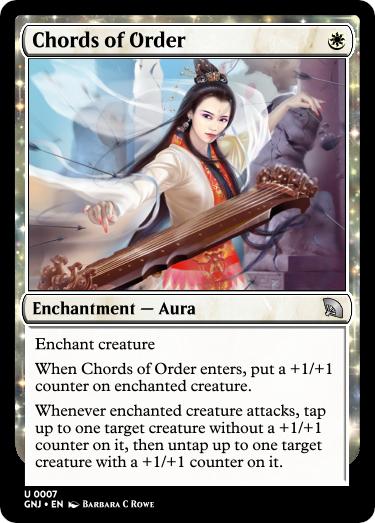 Chords of Order
Enchantment — Aura
Enchant creature
When Chords of Order enters, put a +1/+1
counter on enchanted creature.
Whenever enchanted creature attacks, tap
up to one target creature without a +1/+1
counter on it, then untap up to one target
creature with a +1/+1 counter on it.
U 0007
GNJ • EN Barbara C Rowe